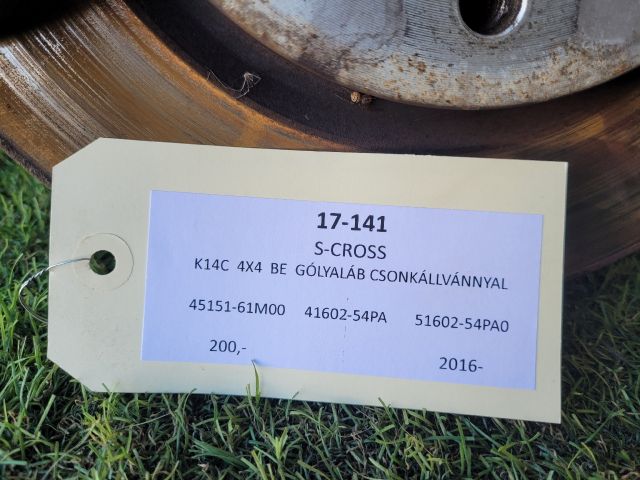 17-141
S-CROSS
K14C 4X4 BE GÓLYALÁB CSONKÁLLVÁNNYAL
45151-61M00 41602-54PA 51602-54PA0
200,- 2016-